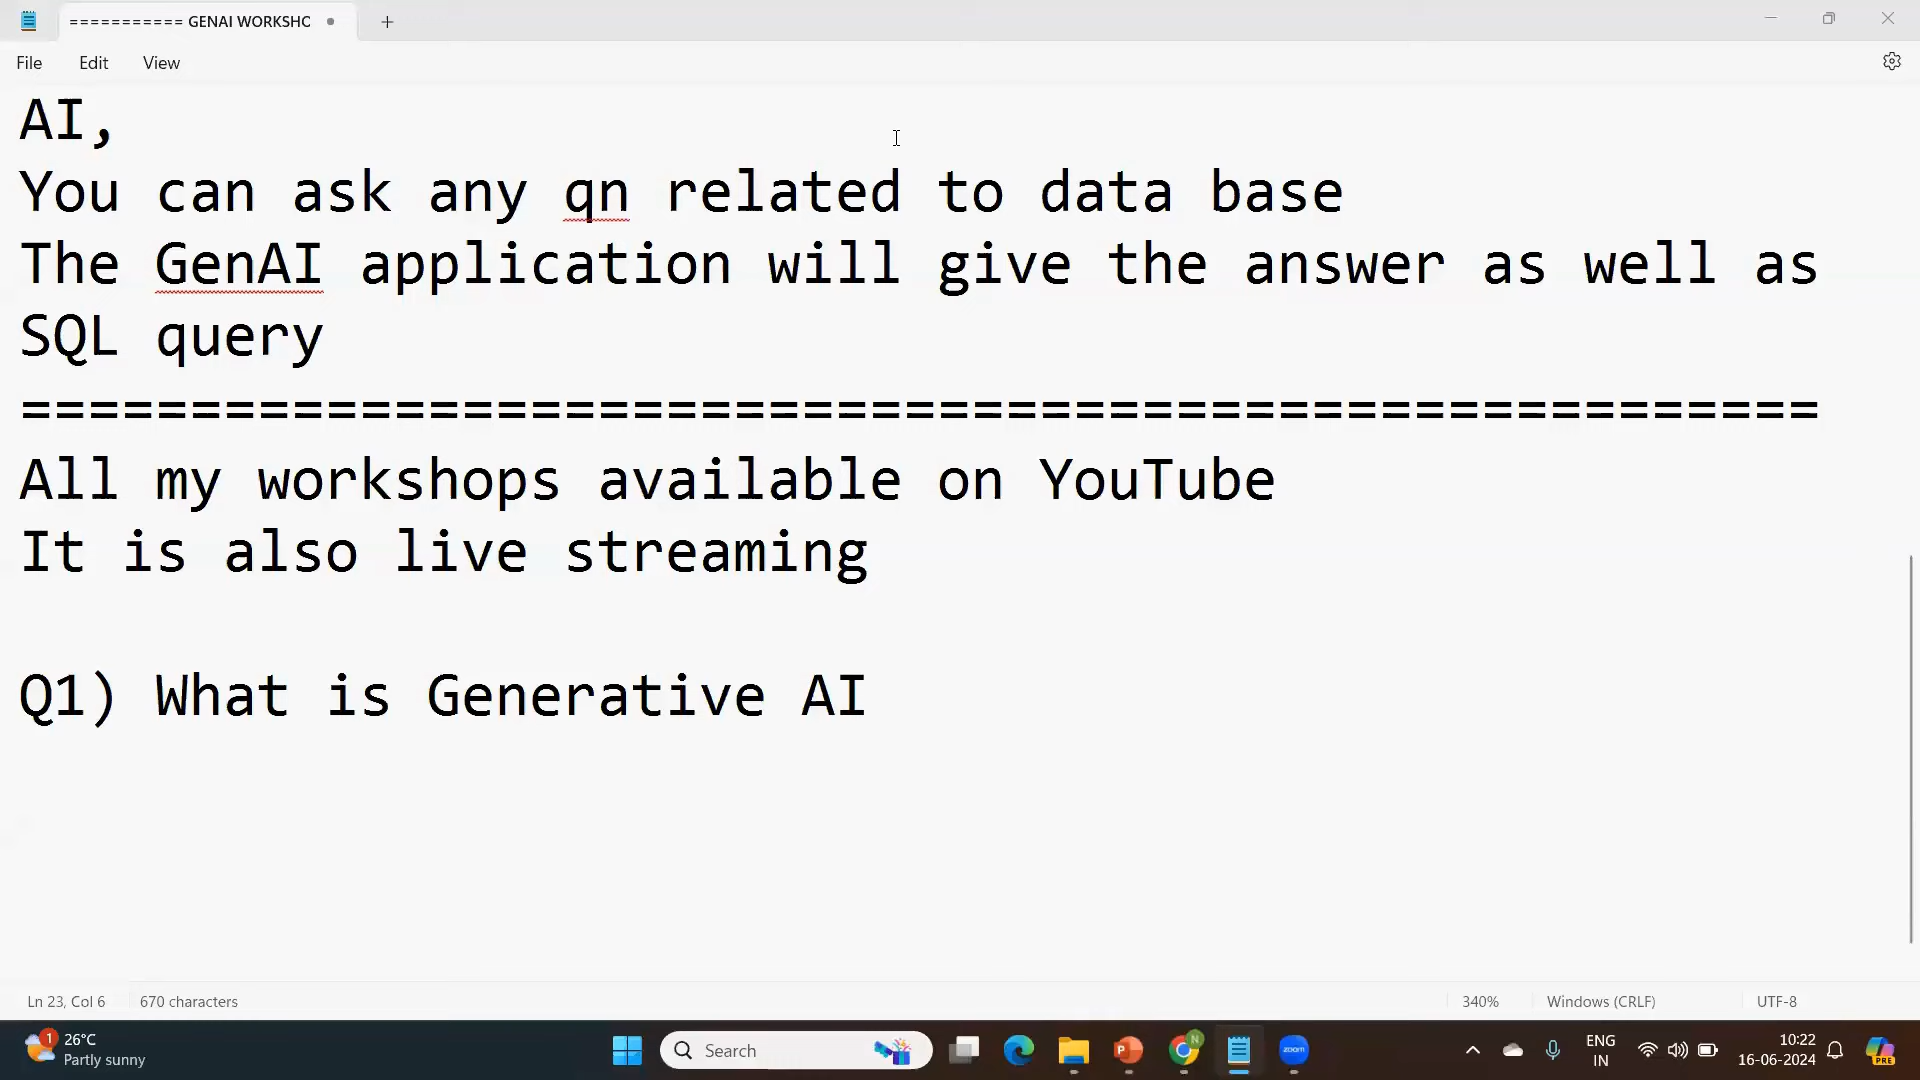 =========== GENAI WORKSHC
File Edit View
AI,
You can ask any qn related to data base
The GenAI application will give the answer as well as
SQL query
=====================================================
All my workshops available on YouTube
It is also live streaming
Q1) What is Generative AI
Ln 23, Col 6 670 characters 340% Windows (CRLF) UTF-8
1 26°C
Partly sunny
Search
zoom
N
PRE
ENG
IN
10:22
16-06-2024